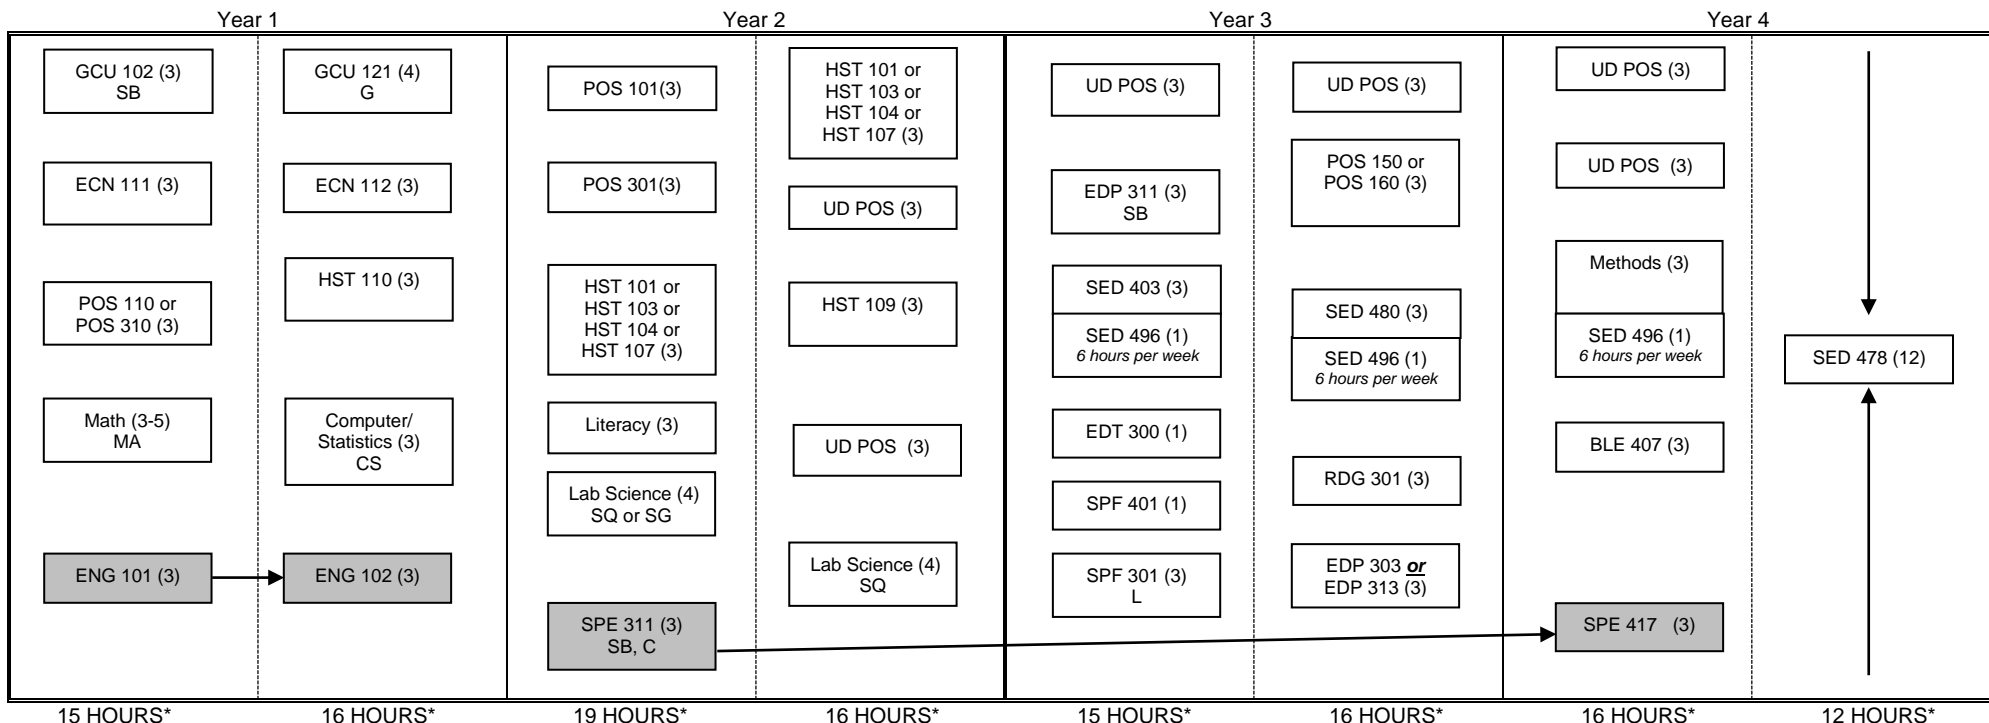 Year 1
Year 2
Year 3
Year 4
GCU 102 (3)
SB
ECN 111 (3)
POS 110 or
POS 310 (3)
Math (3-5)
MA
ENG 101 (3)
GCU 121 (4)
G
ECN 112 (3)
HST 110 (3)
Computer/
Statistics (3)
CS
ENG 102 (3)
POS 101(3)
POS 301(3)
HST 101 or
HST 103 or
HST 104 or
HST 107 (3)
Literacy (3)
Lab Science (4)
SQ or SG
SPE 311 (3)
SB, C
HST 101 or
HST 103 or
HST 104 or
HST 107 (3)
UD POS (3)
HST 109 (3)
UD POS  (3)
Lab Science (4)
SQ
UD POS (3)
EDP 311 (3)
SB
SED 403 (3)
SED 496 (1)
6 hours per week
EDT 300 (1)
SPF 401 (1)
SPF 301 (3)
L
UD POS (3)
POS 150 or
POS 160 (3)
SED 480 (3)
SED 496 (1)
6 hours per week
RDG 301 (3)
EDP 303 or
EDP 313 (3)
UD POS (3)
UD POS  (3)
Methods (3)
SED 496 (1)
6 hours per week
BLE 407 (3)
SPE 417   (3)
SED 478 (12)
15 HOURS*
16 HOURS*
19 HOURS*
16 HOURS*
15 HOURS*
16 HOURS*
16 HOURS*
12 HOURS*